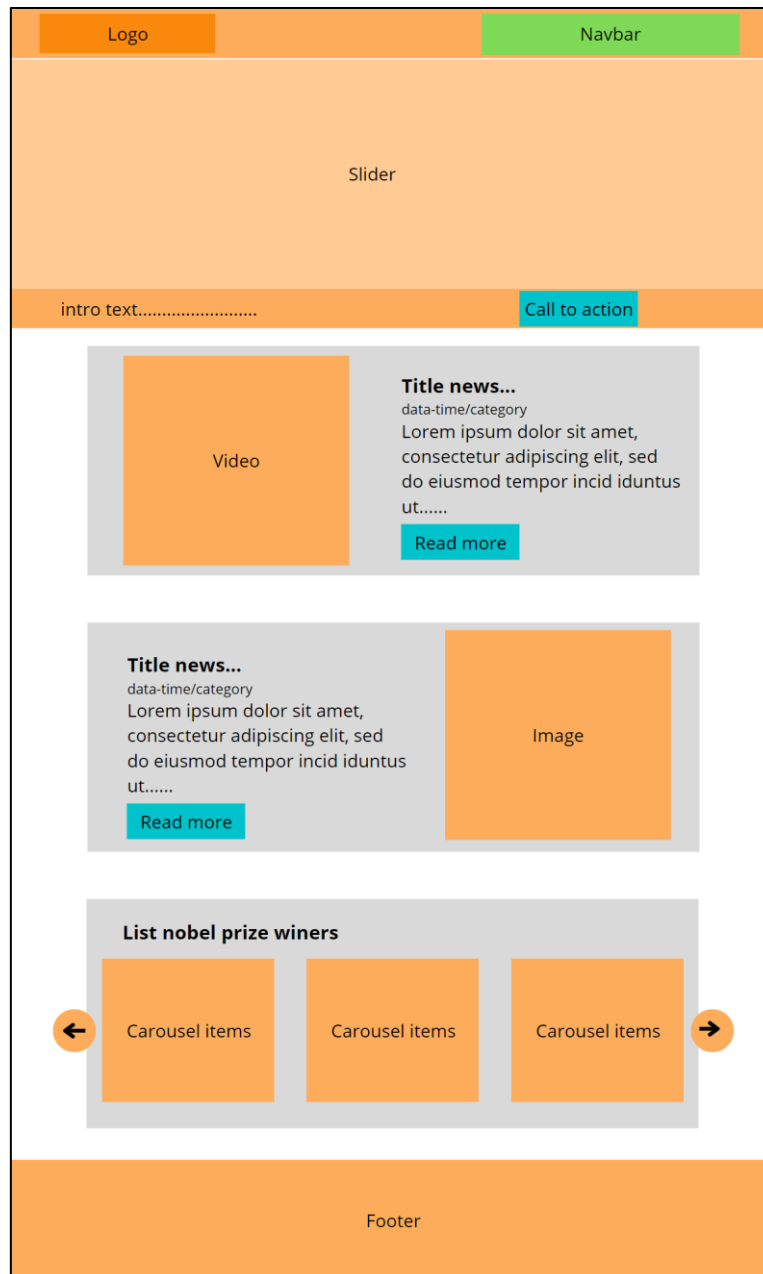 Logo
Navbar
Slider
intro text.........................
Call to action
Video
Title news...
data-time/category
Lorem ipsum dolor sit amet,
consectetur adipiscing elit, sed
do eiusmod tempor incid iduntus
ut......
Read more
Title news...
data-time/category
Lorem ipsum dolor sit amet,
consectetur adipiscing elit, sed
do eiusmod tempor incid iduntus
ut......
Read more
Image
List nobel prize winers
Carousel items
Carousel items
Carousel items
Footer